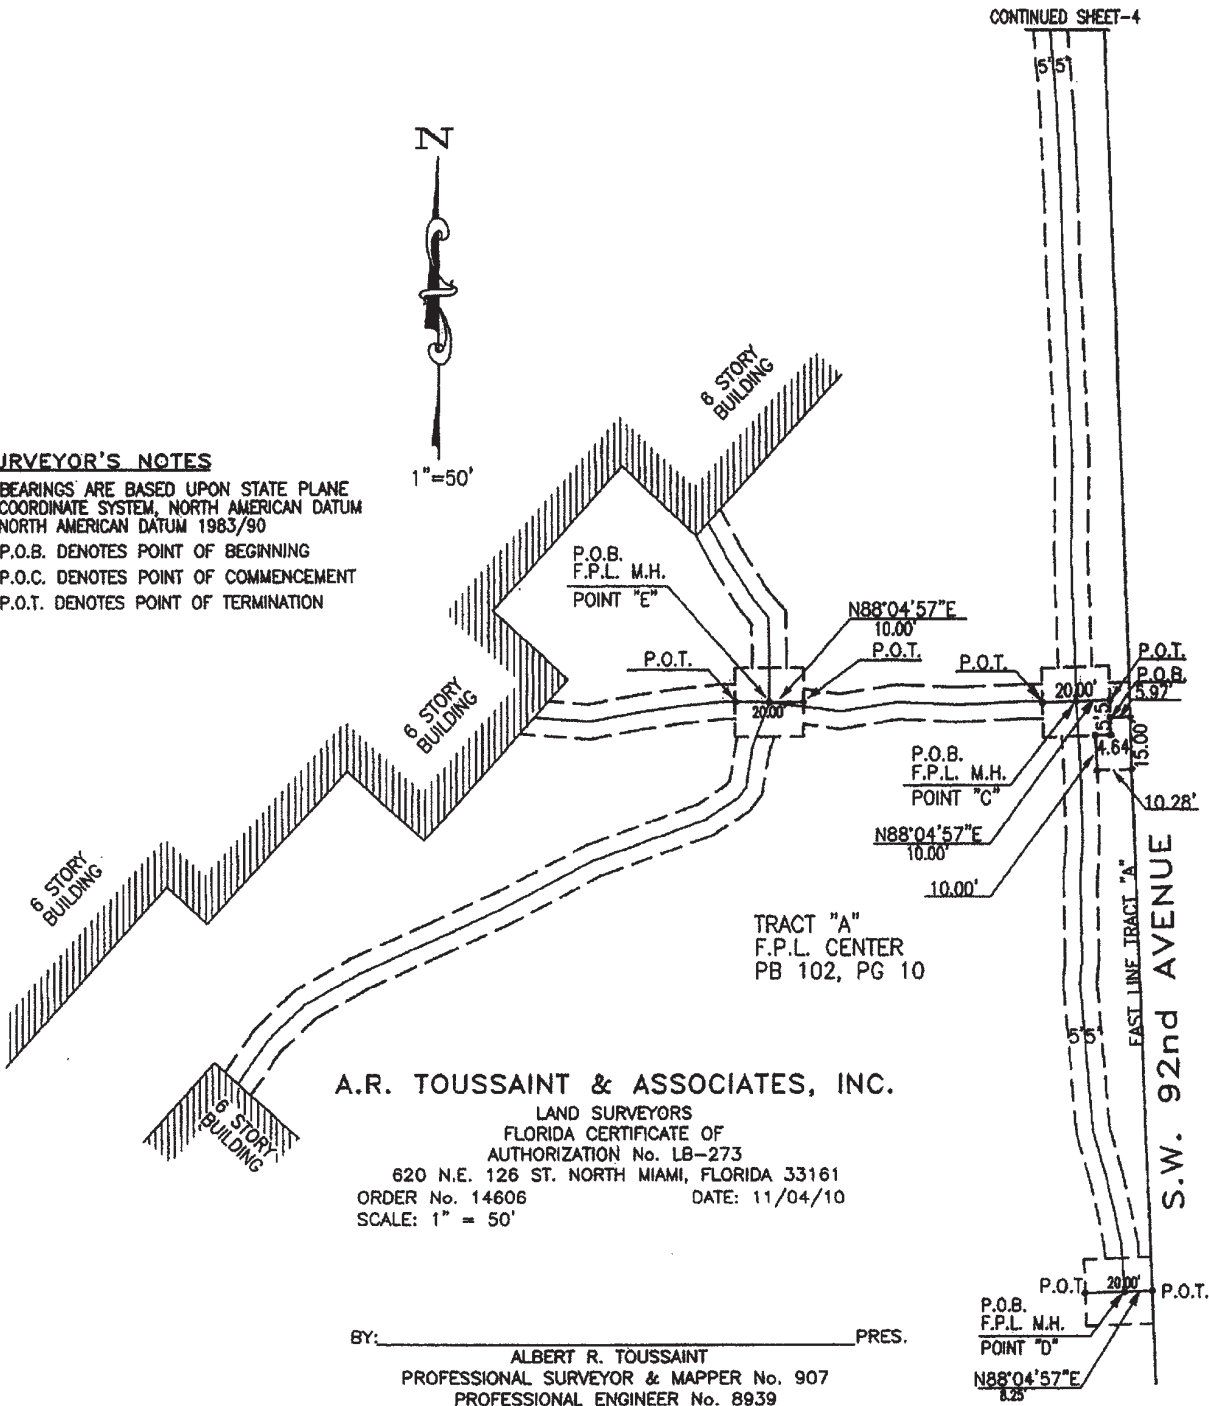 CONTINUED SHEET-4
5' 5'
N
1"=50'
URVEYOR'S NOTES
BEARINGS ARE BASED UPON STATE PLANE
COORDINATE SYSTEM, NORTH AMERICAN DATUM
NORTH AMERICAN DATUM 1983/90
P.O.B. DENOTES POINT OF BEGINNING
P.O.C. DENOTES POINT OF COMMENCEMENT
P.O.T. DENOTES POINT OF TERMINATION
6 STORY
BUILDING
P.O.B.
F.P.L. M.H.
POINT "E"
N88°04'57"E
10.00'
P.O.T.
P.O.T.
20.00'
P.O.T.
20.00'
P.O.T.
P.O.B.
5.97'
5' 5'
4.64
15.00'
10.28'
6 STORY
BUILDING
P.O.B.
F.P.L. M.H.
POINT "C"
N88°04'57"E
10.00'
10.00'
6 STORY
BUILDING
TRACT "A"
F.P.L. CENTER
PB 102, PG 10
EAST LINE TRACT "A"
S.W. 92nd AVENUE
5' 5'
6 STORY
BUILDING
A.R. TOUSSAINT & ASSOCIATES, INC.
LAND SURVEYORS
FLORIDA CERTIFICATE OF
AUTHORIZATION No. LB-273
620 N.E. 126 ST. NORTH MIAMI, FLORIDA 33161
ORDER No. 14606 DATE: 11/04/10
SCALE: 1" = 50'
P.O.T.
20.00'
P.O.T.
P.O.B.
F.P.L. M.H.
POINT "D"
N88°04'57"E
8.25'
BY: PRES.
ALBERT R. TOUSSAINT
PROFESSIONAL SURVEYOR & MAPPER No. 907
PROFESSIONAL ENGINEER No. 8939